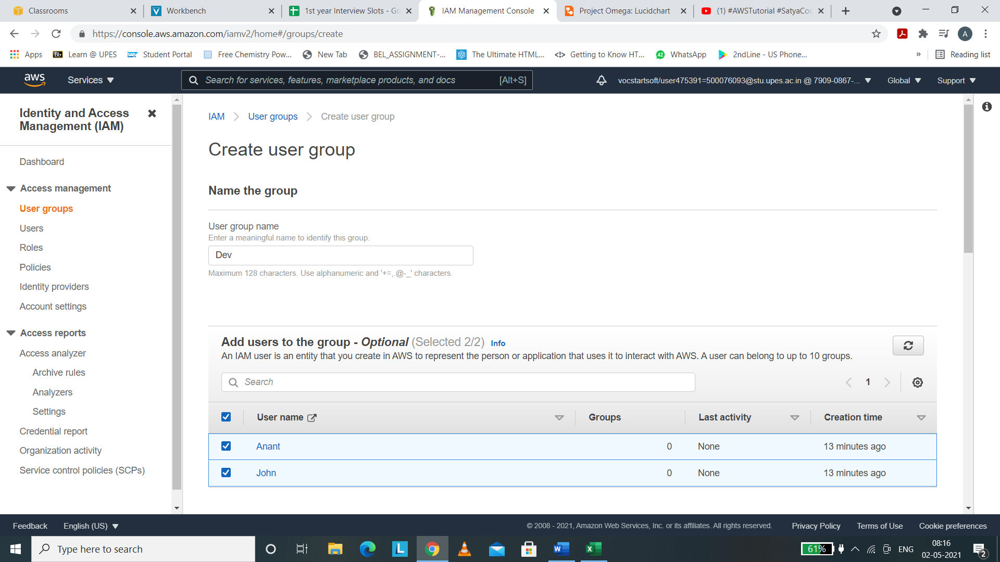 Classrooms
Workbench
1st year Interview Slots - Go
IAM Management Console
Project Omega: Lucidchart
(1) #AWSTutorial #SatyaCod
https://console.aws.amazon.com/iamv2/home#/groups/create
A
Apps
Bb Learn @ UPES
SAP Student Portal
Free Chemistry Pow...
New Tab
BEL_ASSIGNMENT-...
The Ultimate HTML...
</> Getting to Know HT...
42 WhatsApp
2ndLine - US Phone...
»
Reading list
aws
Services
Search for services, features, marketplace products, and docs [Alt+S]
vocstartsoft/user475391=500076093@stu.upes.ac.in @ 7909-0867-...
Global
Support
Identity and Access
Management (IAM)
Dashboard
Access management
User groups
Users
Roles
Policies
Identity providers
Account settings
Access reports
Access analyzer
Archive rules
Analyzers
Settings
Credential report
Organization activity
Service control policies (SCPs)
IAM > User groups > Create user group
Create user group
Name the group
User group name
Enter a meaningful name to identify this group.
Dev
Maximum 128 characters. Use alphanumeric and '+=,.@-_' characters.
Add users to the group - Optional (Selected 2/2) Info
An IAM user is an entity that you create in AWS to represent the person or application that uses it to interact with AWS. A user can belong to up to 10 groups.
Search
1
User name Groups Last activity Creation time
Anant 0 None 13 minutes ago
John 0 None 13 minutes ago
Feedback
English (US)
© 2008 - 2021, Amazon Web Services, Inc. or its affiliates. All rights reserved.
Privacy Policy
Terms of Use
Cookie preferences
Type here to search
61%
ENG
08:16
02-05-2021
2